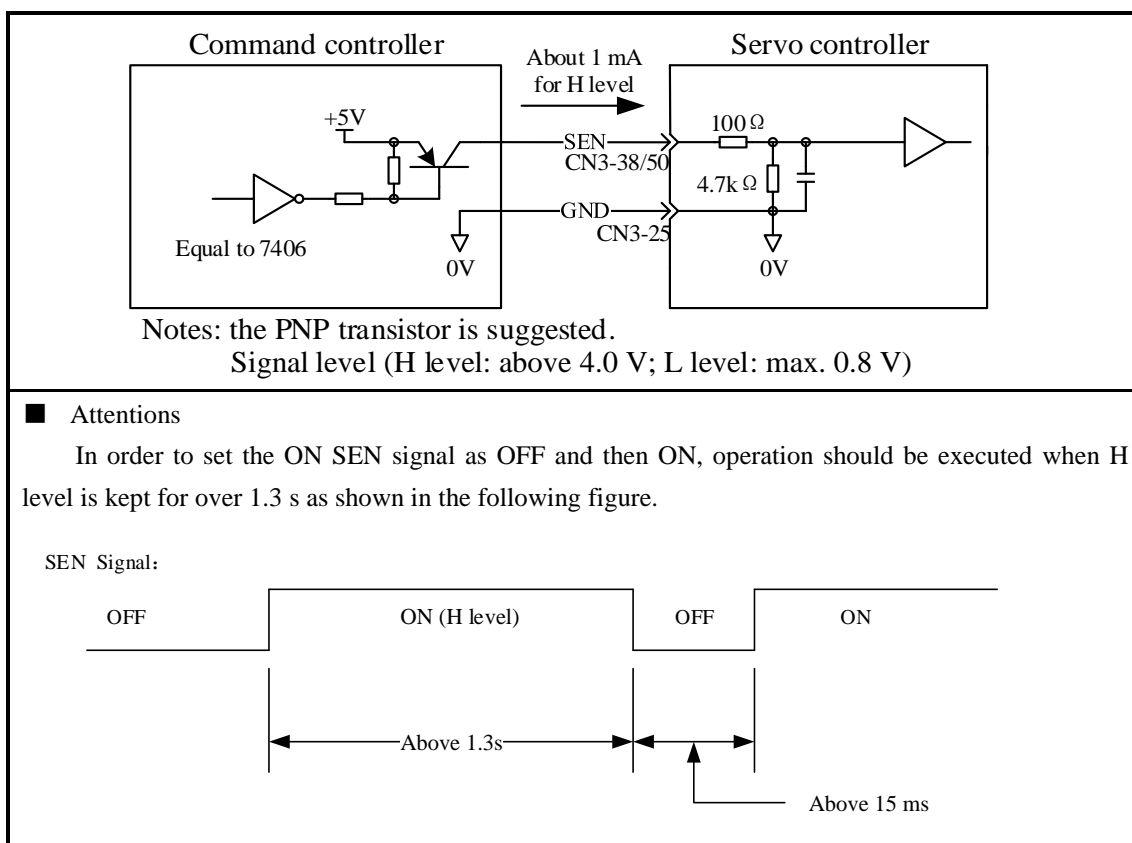 Command controller
Servo controller
About 1 mA
for H level
+5V
100Ω
SEN
CN3-38/50
4.7kΩ
GND
CN3-25
Equal to 7406
0V
0V
Notes: the PNP transistor is suggested.
Signal level (H level: above 4.0 V; L level: max. 0.8 V)
■ Attentions
In order to set the ON SEN signal as OFF and then ON, operation should be executed when H
level is kept for over 1.3 s as shown in the following figure.
SEN Signal：
OFF
ON (H level)
OFF
ON
Above 1.3s
Above 15 ms